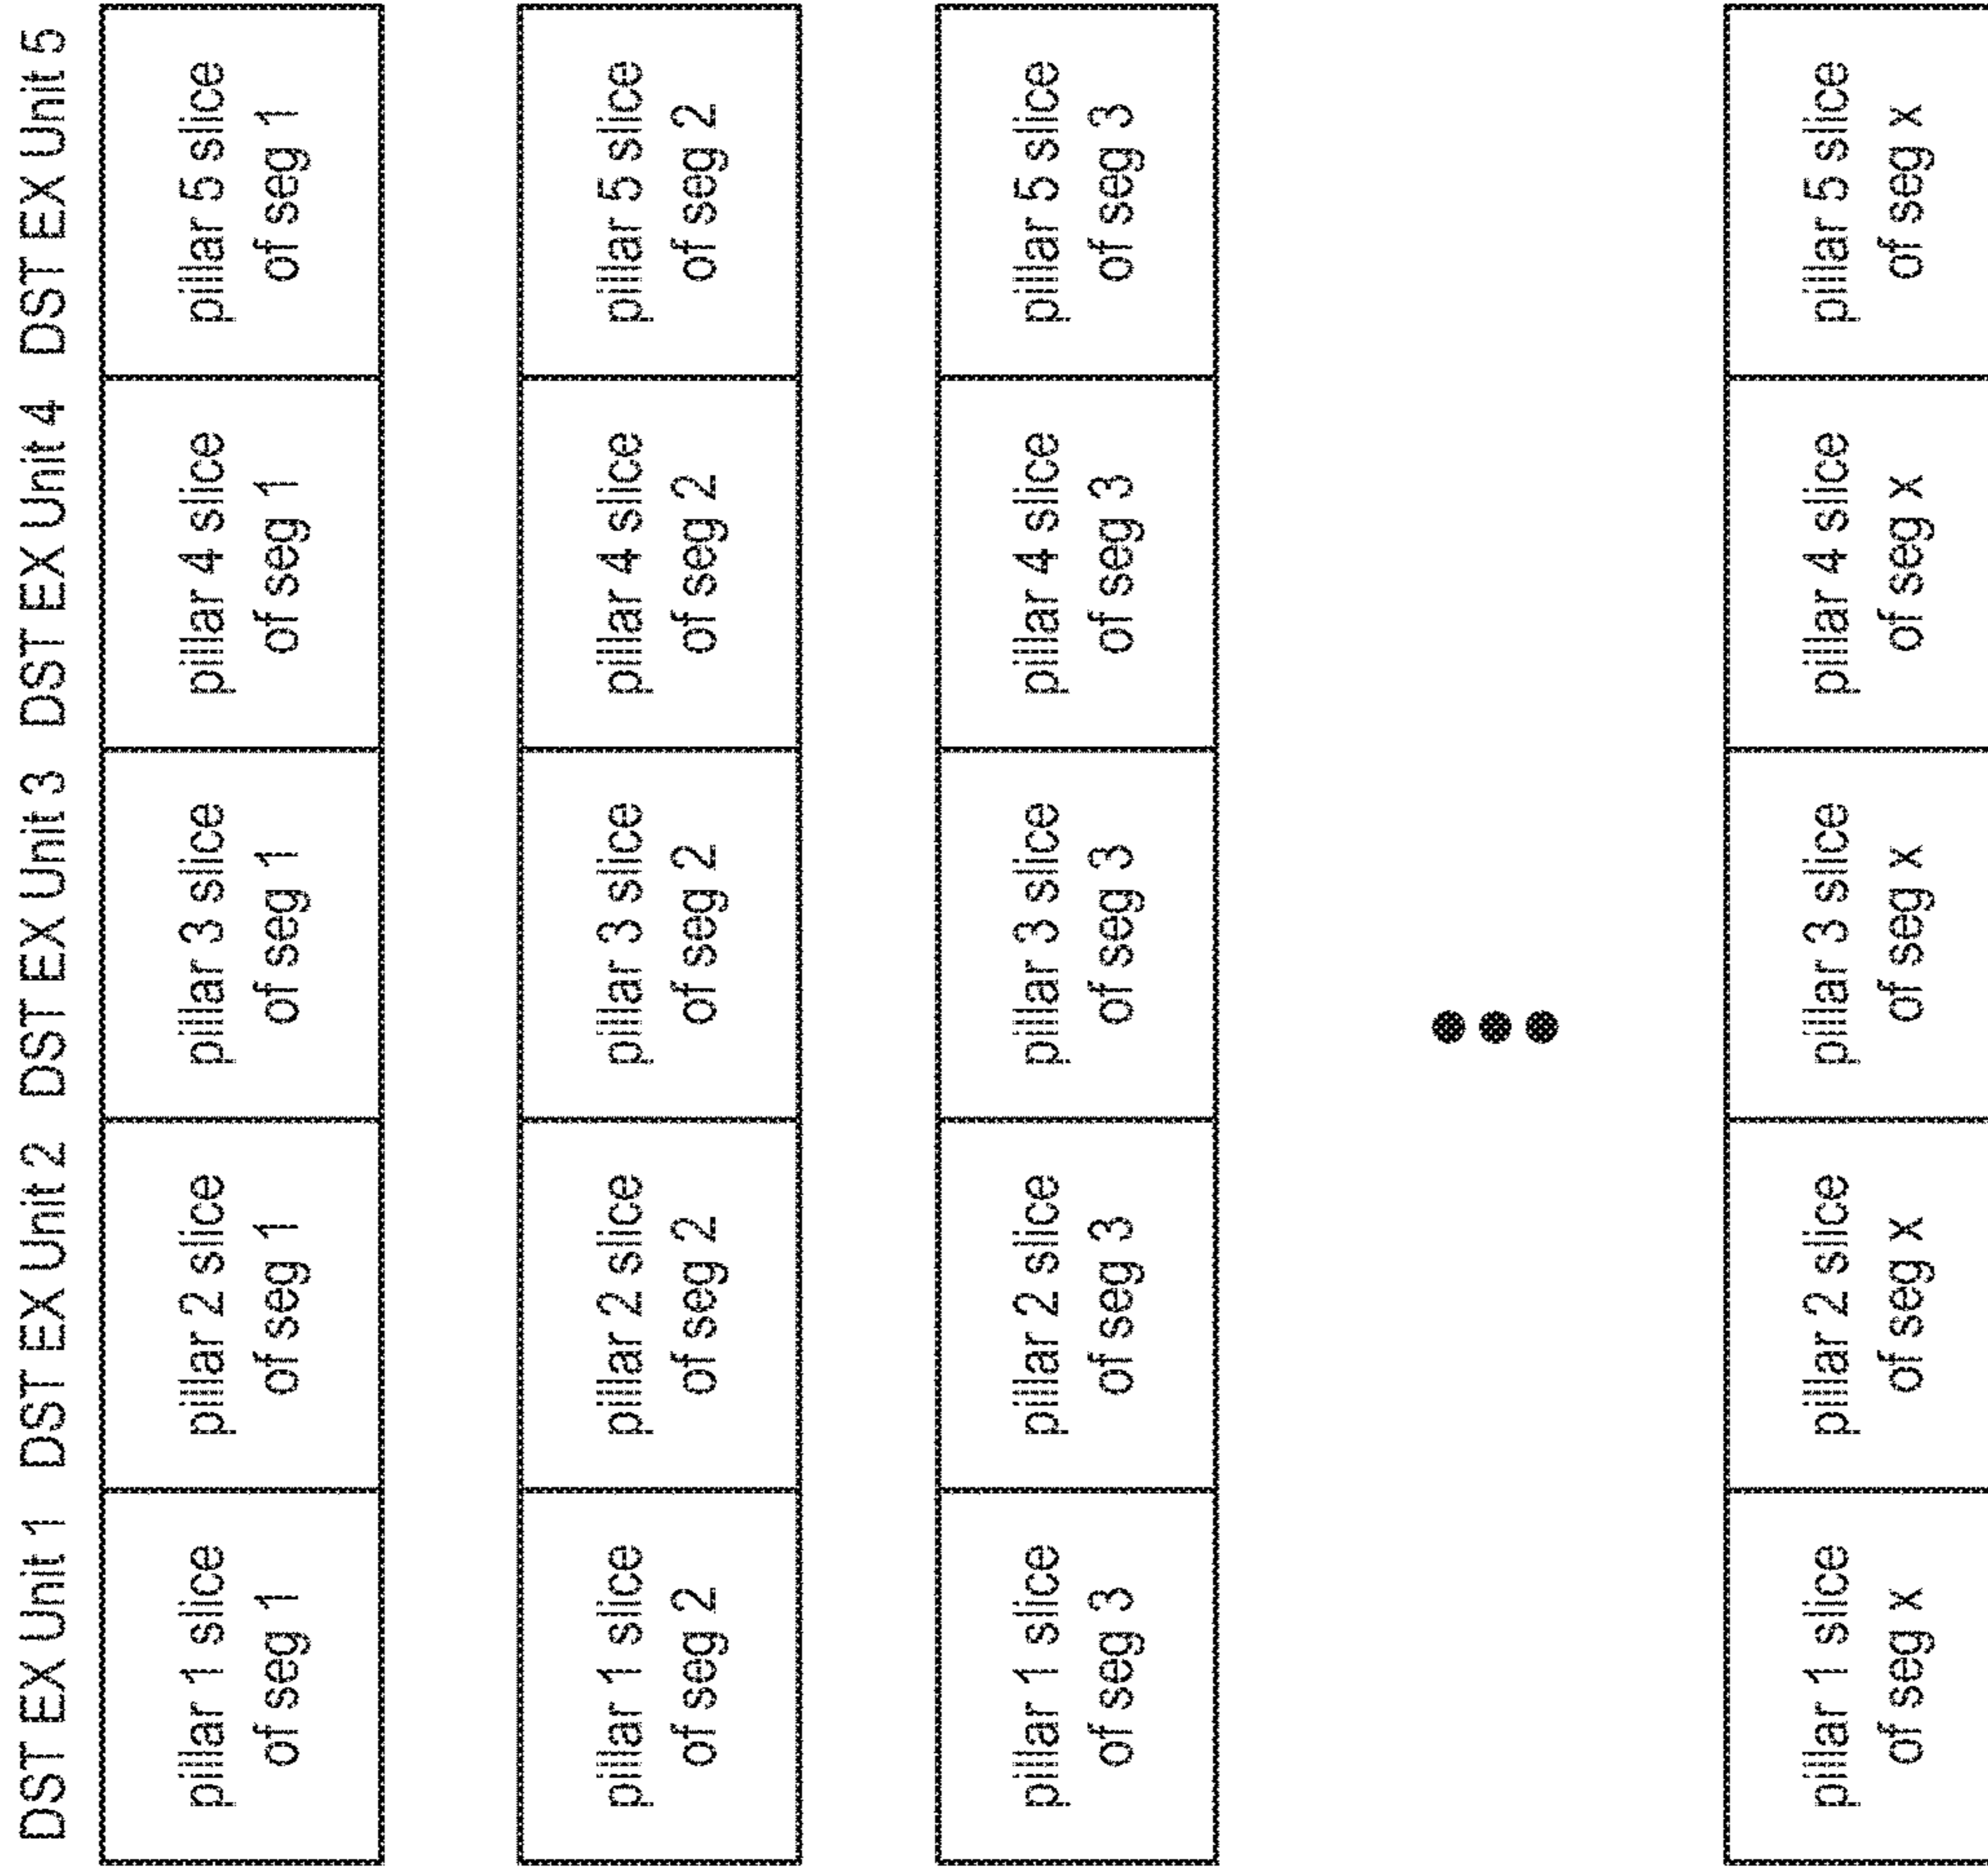 DST EX Unit 1 DST EX Unit 2 DST EX Unit 3 DST EX Unit 4 DST EX Unit 5
pillar 1 slice
of seg 1
pillar 2 slice
of seg 1
pillar 3 slice
of seg 1
pillar 4 slice
of seg 1
pillar 5 slice
of seg 1
pillar 1 slice
of seg 2
pillar 2 slice
of seg 2
pillar 3 slice
of seg 2
pillar 4 slice
of seg 2
pillar 5 slice
of seg 2
pillar 1 slice
of seg 3
pillar 2 slice
of seg 3
pillar 3 slice
of seg 3
pillar 4 slice
of seg 3
pillar 5 slice
of seg 3
pillar 1 slice
of seg x
pillar 2 slice
of seg x
pillar 3 slice
of seg x
pillar 4 slice
of seg x
pillar 5 slice
of seg x